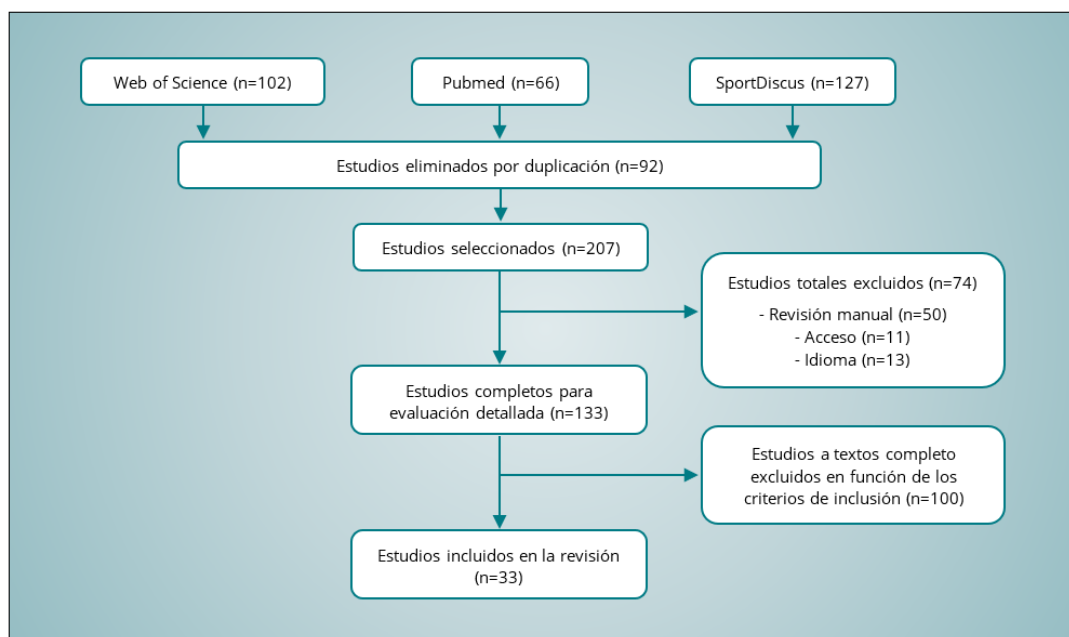 Web of Science (n=102)
Pubmed (n=66)
SportDiscus (n=127)
Estudios eliminados por duplicación (n=92)
Estudios seleccionados (n=207)
Estudios totales excluidos (n=74)
- Revisión manual (n=50)
- Acceso (n=11)
- Idioma (n=13)
Estudios completos para
evaluación detallada (n=133)
Estudios a textos completo
excluidos en función de los
criterios de inclusión (n=100)
Estudios incluidos en la revisión
(n=33)